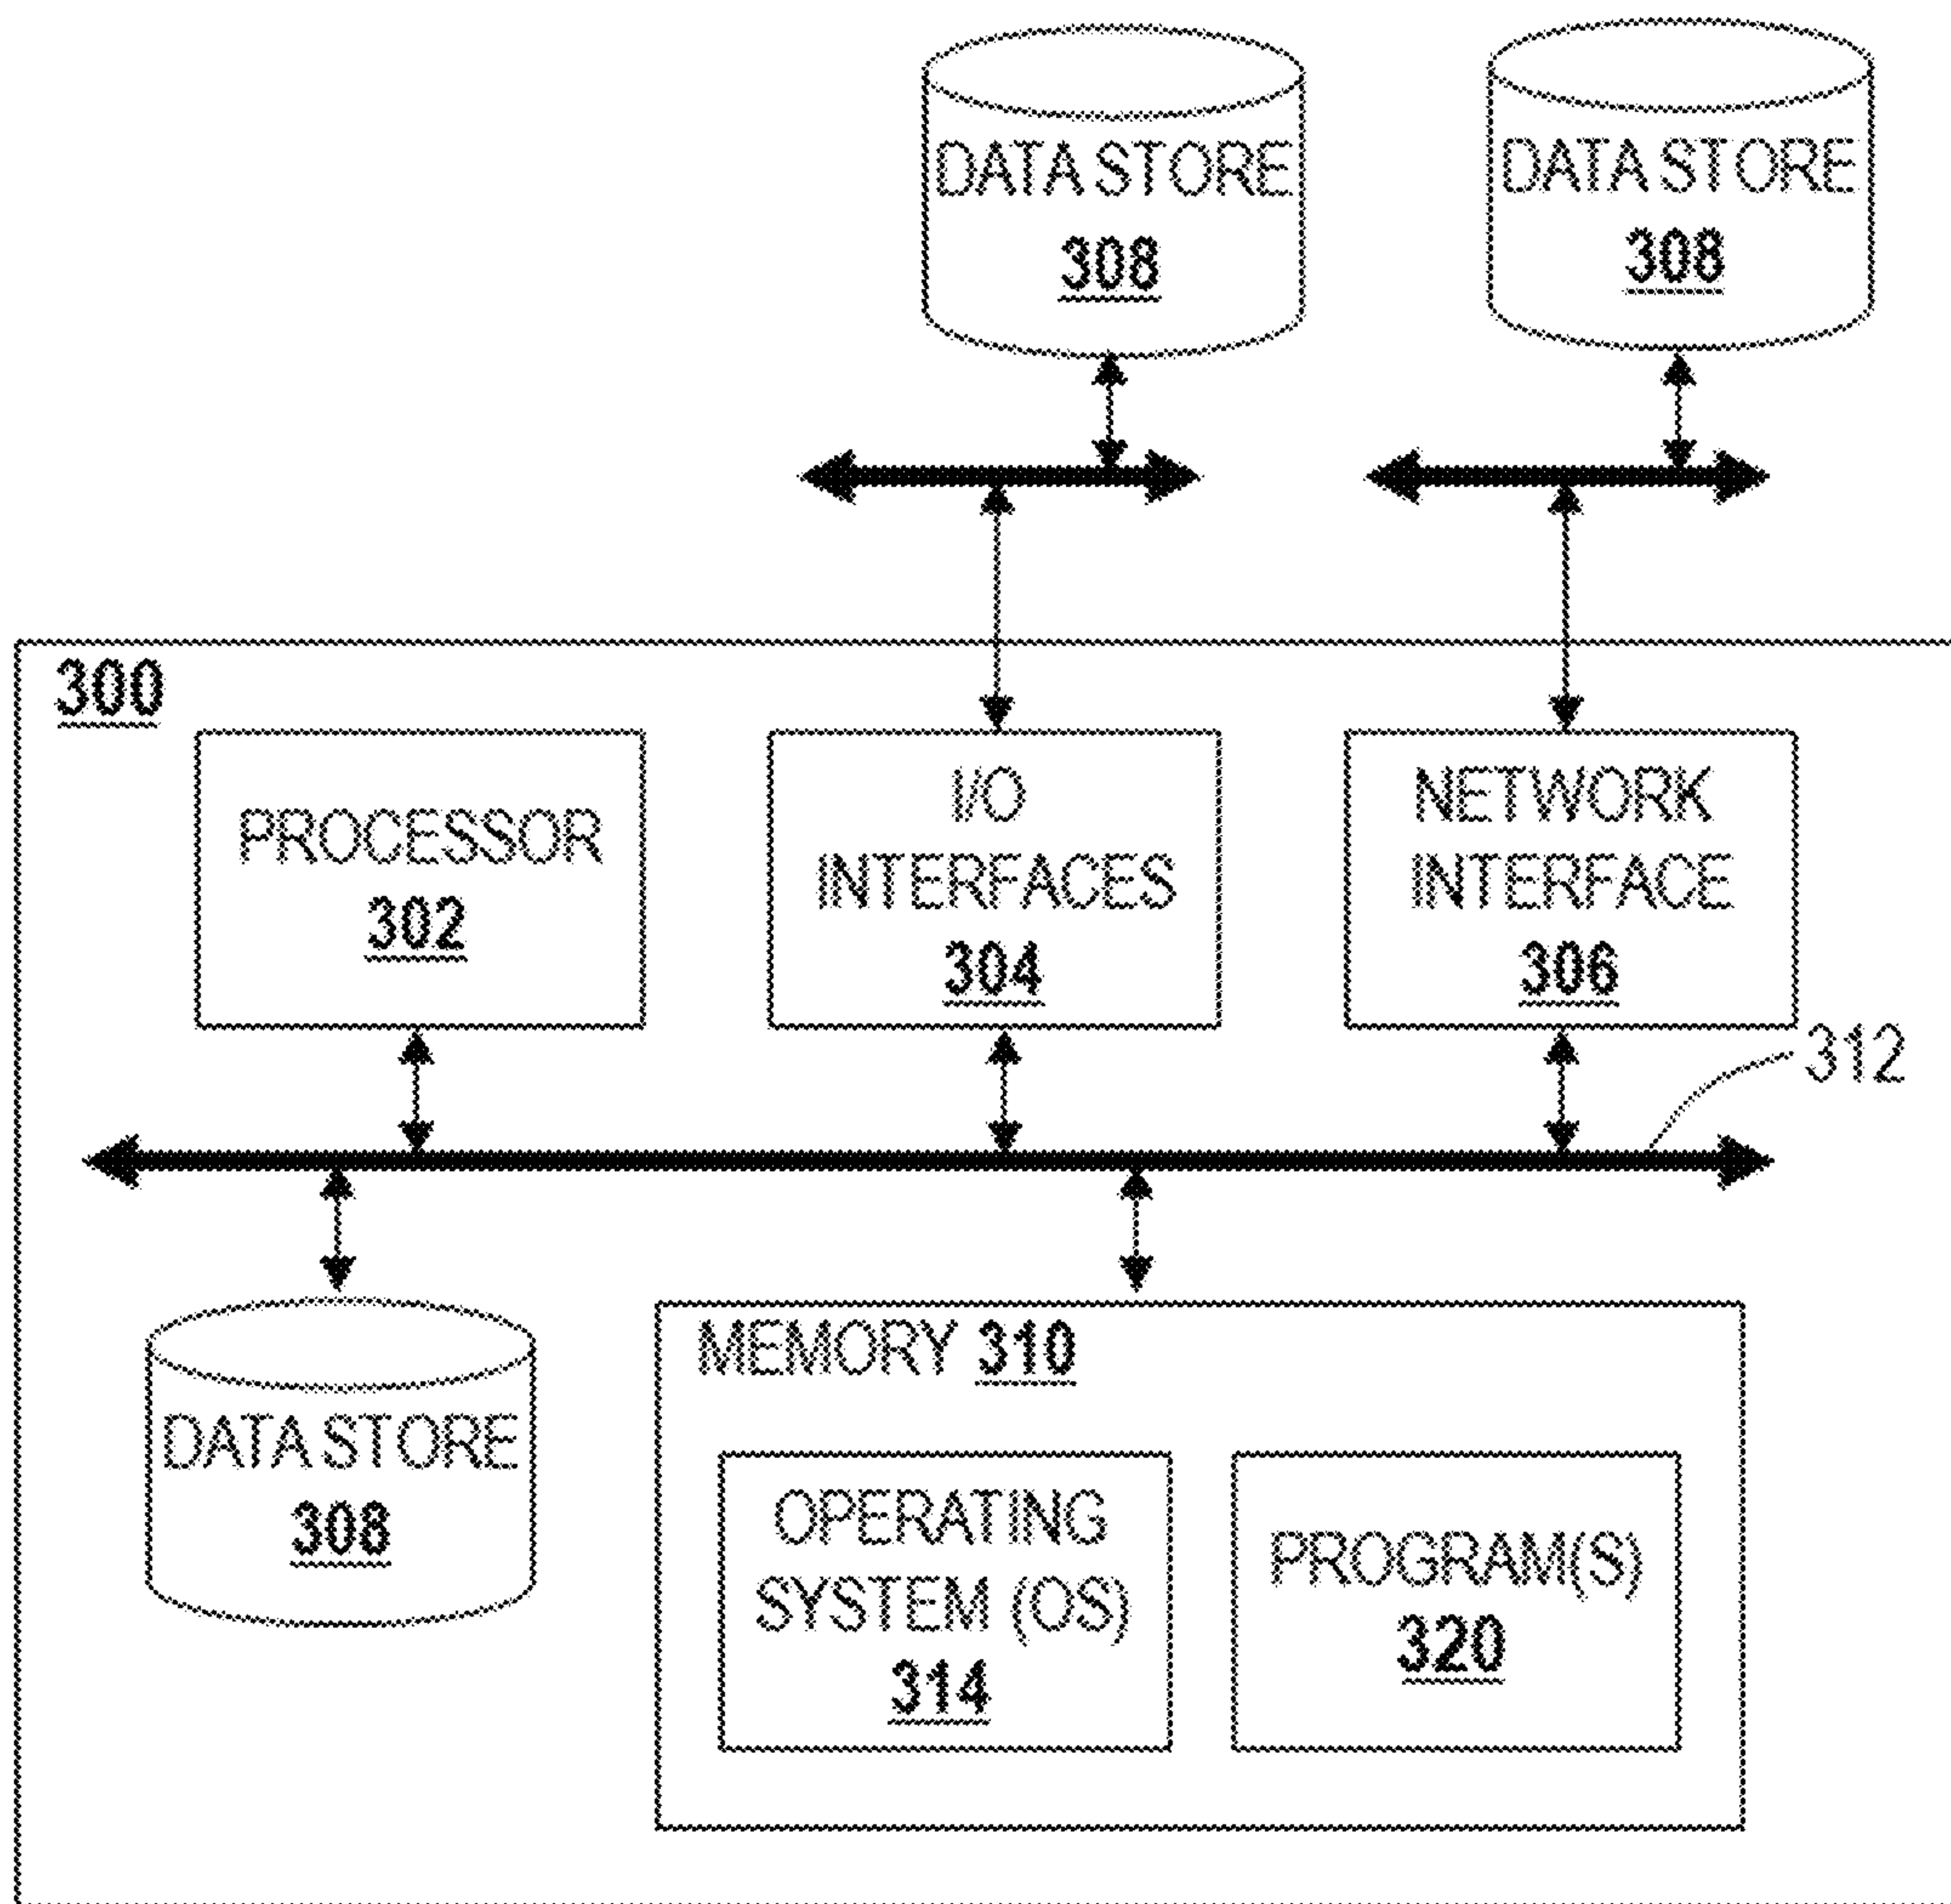 DATA STORE
308
DATA STORE
308
300
PROCESSOR
302
I/O
INTERFACES
304
NETWORK
INTERFACE
306
312
DATA STORE
308
MEMORY 310
OPERATING
SYSTEM (OS)
314
PROGRAM(S)
320